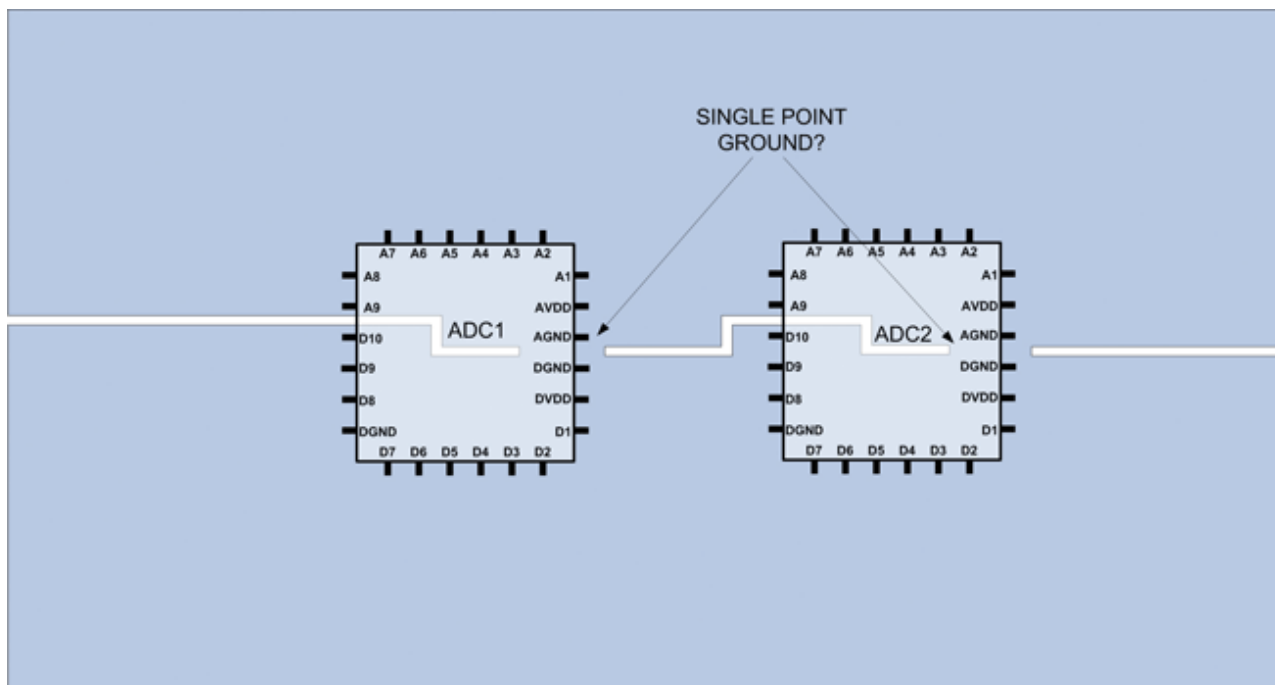 SINGLE POINT
GROUND?
A7 A6 A5 A4 A3 A2
A8 A1
A9 AVDD
ADC1 AGND
D10
D9 DGND
D8 DVDD
DGND D1
D7 D6 D5 D4 D3 D2
A7 A6 A5 A4 A3 A2
A8 A1
A9 AVDD
ADC2 AGND
D10
D9 DGND
D8 DVDD
DGND D1
D7 D6 D5 D4 D3 D2